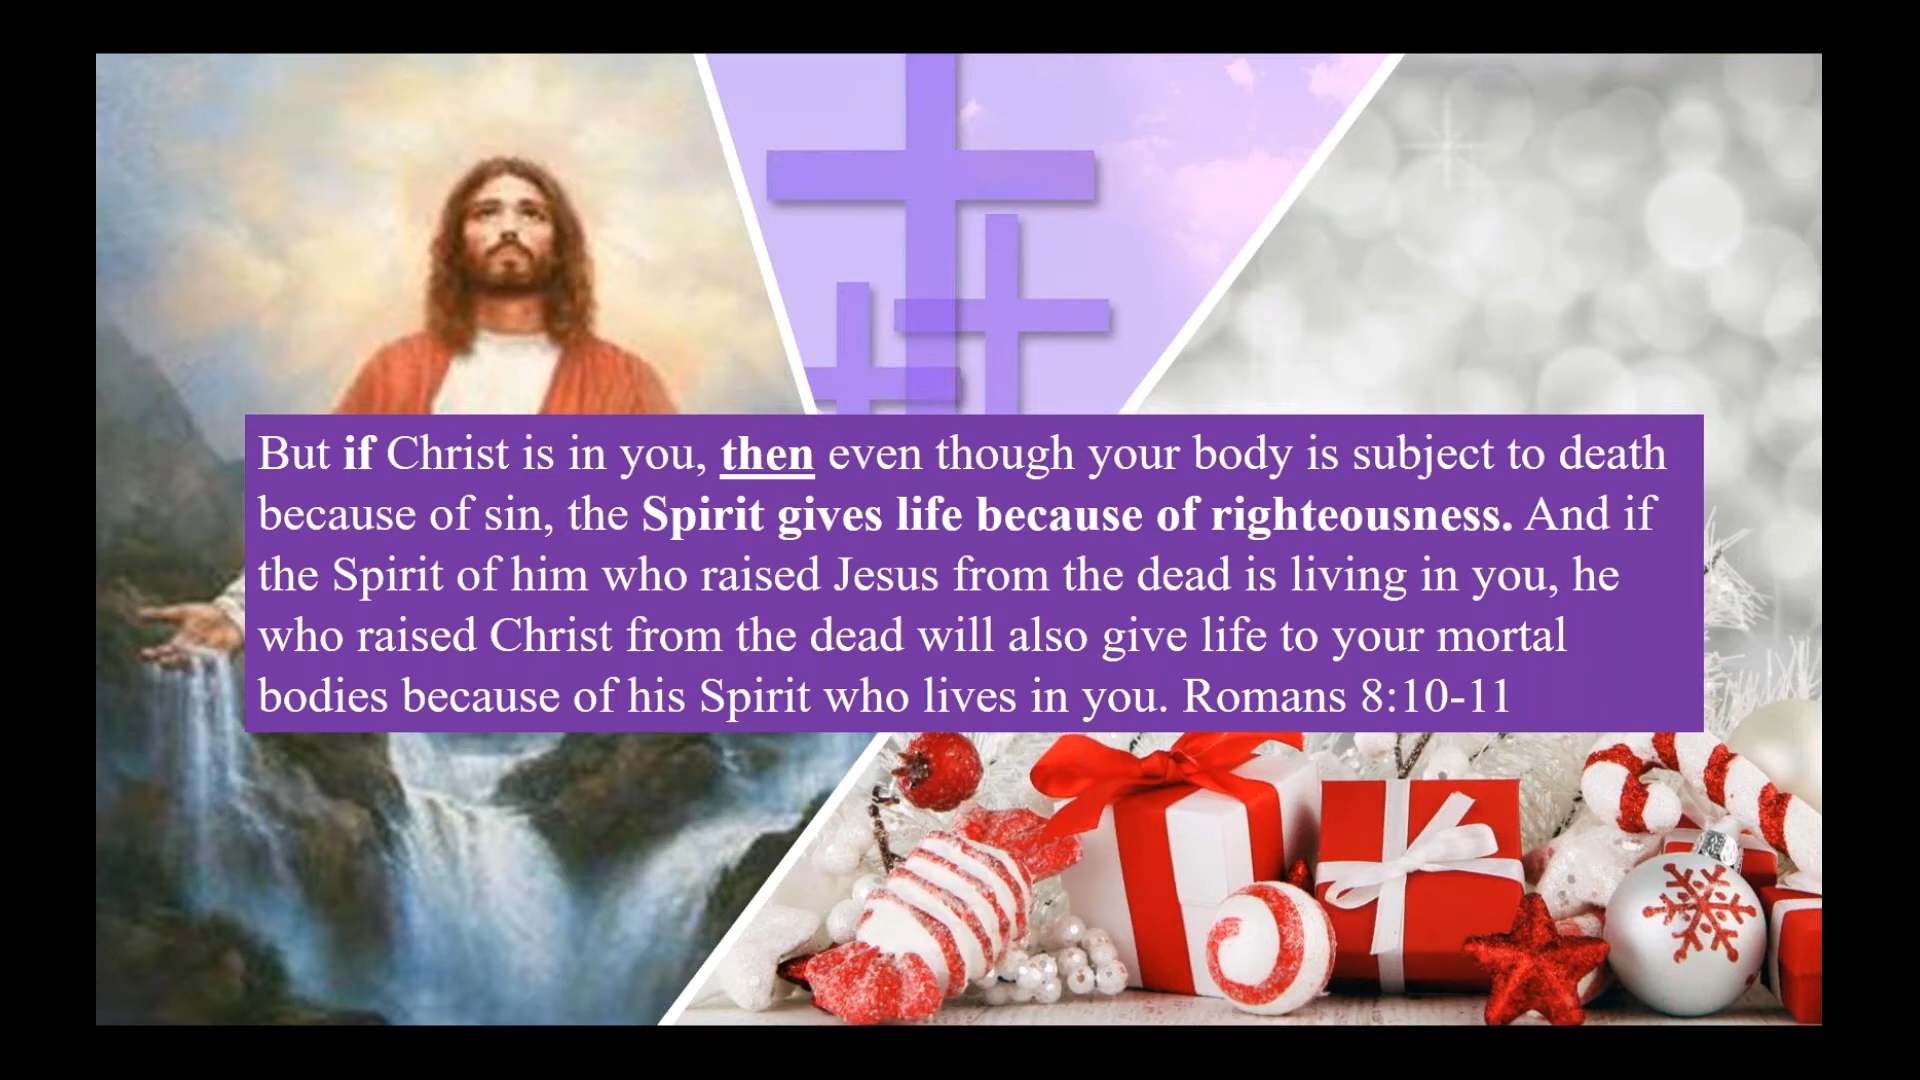 But if Christ is in you, then even though your body is subject to death
because of sin, the Spirit gives life because of righteousness. And if
the Spirit of him who raised Jesus from the dead is living in you, he
who raised Christ from the dead will also give life to your mortal
bodies because of his Spirit who lives in you. Romans 8:10-11